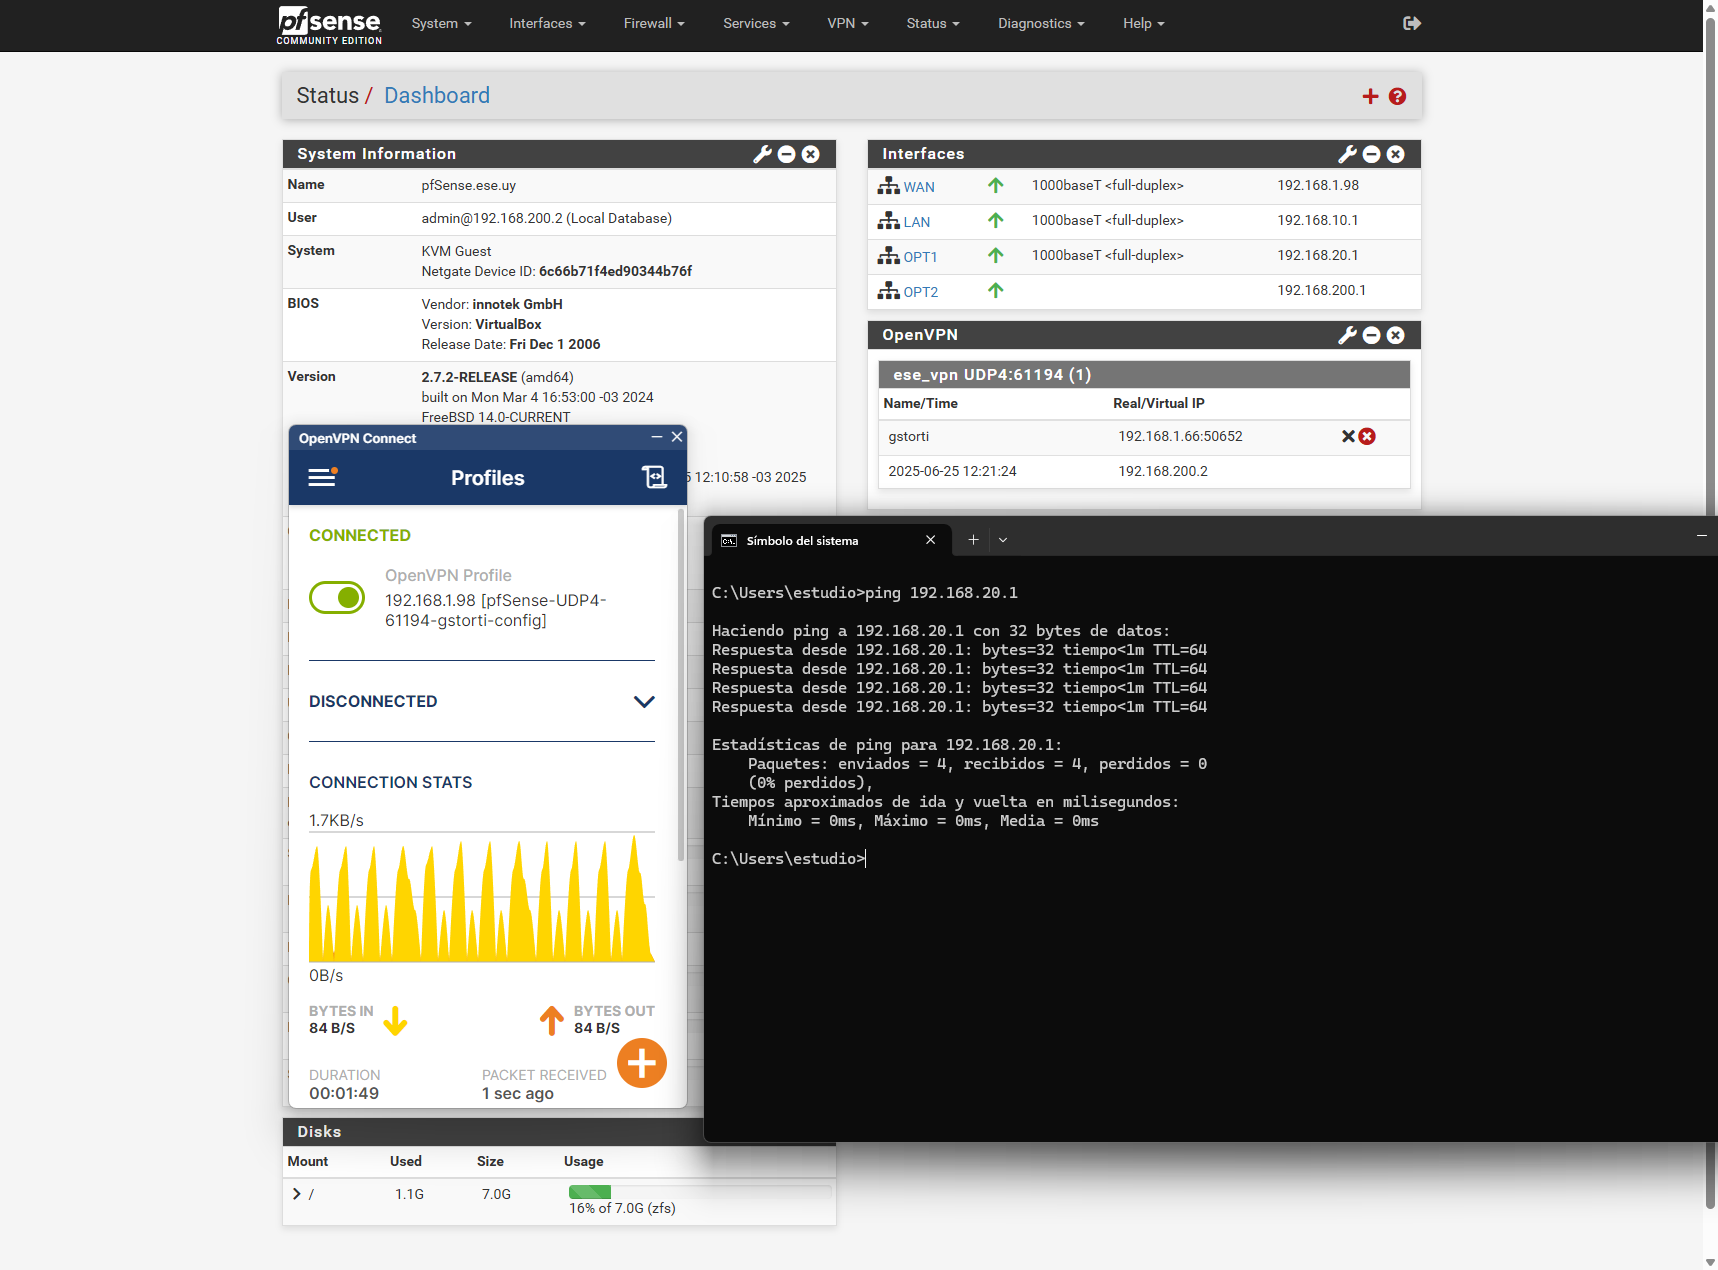 pfsense
COMMUNITY EDITION
System
Interfaces
Firewall
Services
VPN
Status
Diagnostics
Help
Status / Dashboard
System Information
Name pfSense.ese.uy
User admin@192.168.200.2 (Local Database)
System KVM Guest
Netgate Device ID: 6c66b71f4ed90344b76f
BIOS Vendor: innotek GmbH
Version: VirtualBox
Release Date: Fri Dec 1 2006
Version 2.7.2-RELEASE (amd64)
built on Mon Mar 4 16:53:00 -03 2024
FreeBSD 14.0-CURRENT
12:10:58 -03 2025
Interfaces
WAN 1000baseT <full-duplex> 192.168.1.98
LAN 1000baseT <full-duplex> 192.168.10.1
OPT1 1000baseT <full-duplex> 192.168.20.1
OPT2 192.168.200.1
OpenVPN
ese_vpn UDP4:61194 (1)
Name/Time Real/Virtual IP
gstorti 192.168.1.66:50652
2025-06-25 12:21:24 192.168.200.2
OpenVPN Connect
Profiles
CONNECTED
OpenVPN Profile
192.168.1.98 [pfSense-UDP4-
61194-gstorti-config]
DISCONNECTED
CONNECTION STATS
1.7KB/s
0B/s
BYTES IN
84 B/S
BYTES OUT
84 B/S
DURATION
00:01:49
PACKET RECEIVED
1 sec ago
Símbolo del sistema
C:\Users\estudio>ping 192.168.20.1
Haciendo ping a 192.168.20.1 con 32 bytes de datos:
Respuesta desde 192.168.20.1: bytes=32 tiempo<1m TTL=64
Respuesta desde 192.168.20.1: bytes=32 tiempo<1m TTL=64
Respuesta desde 192.168.20.1: bytes=32 tiempo<1m TTL=64
Respuesta desde 192.168.20.1: bytes=32 tiempo<1m TTL=64
Estadísticas de ping para 192.168.20.1:
Paquetes: enviados = 4, recibidos = 4, perdidos = 0
(0% perdidos),
Tiempos aproximados de ida y vuelta en milisegundos:
Mínimo = 0ms, Máximo = 0ms, Media = 0ms
C:\Users\estudio>
Disks
Mount Used Size Usage
/ 1.1G 7.0G
16% of 7.0G (zfs)